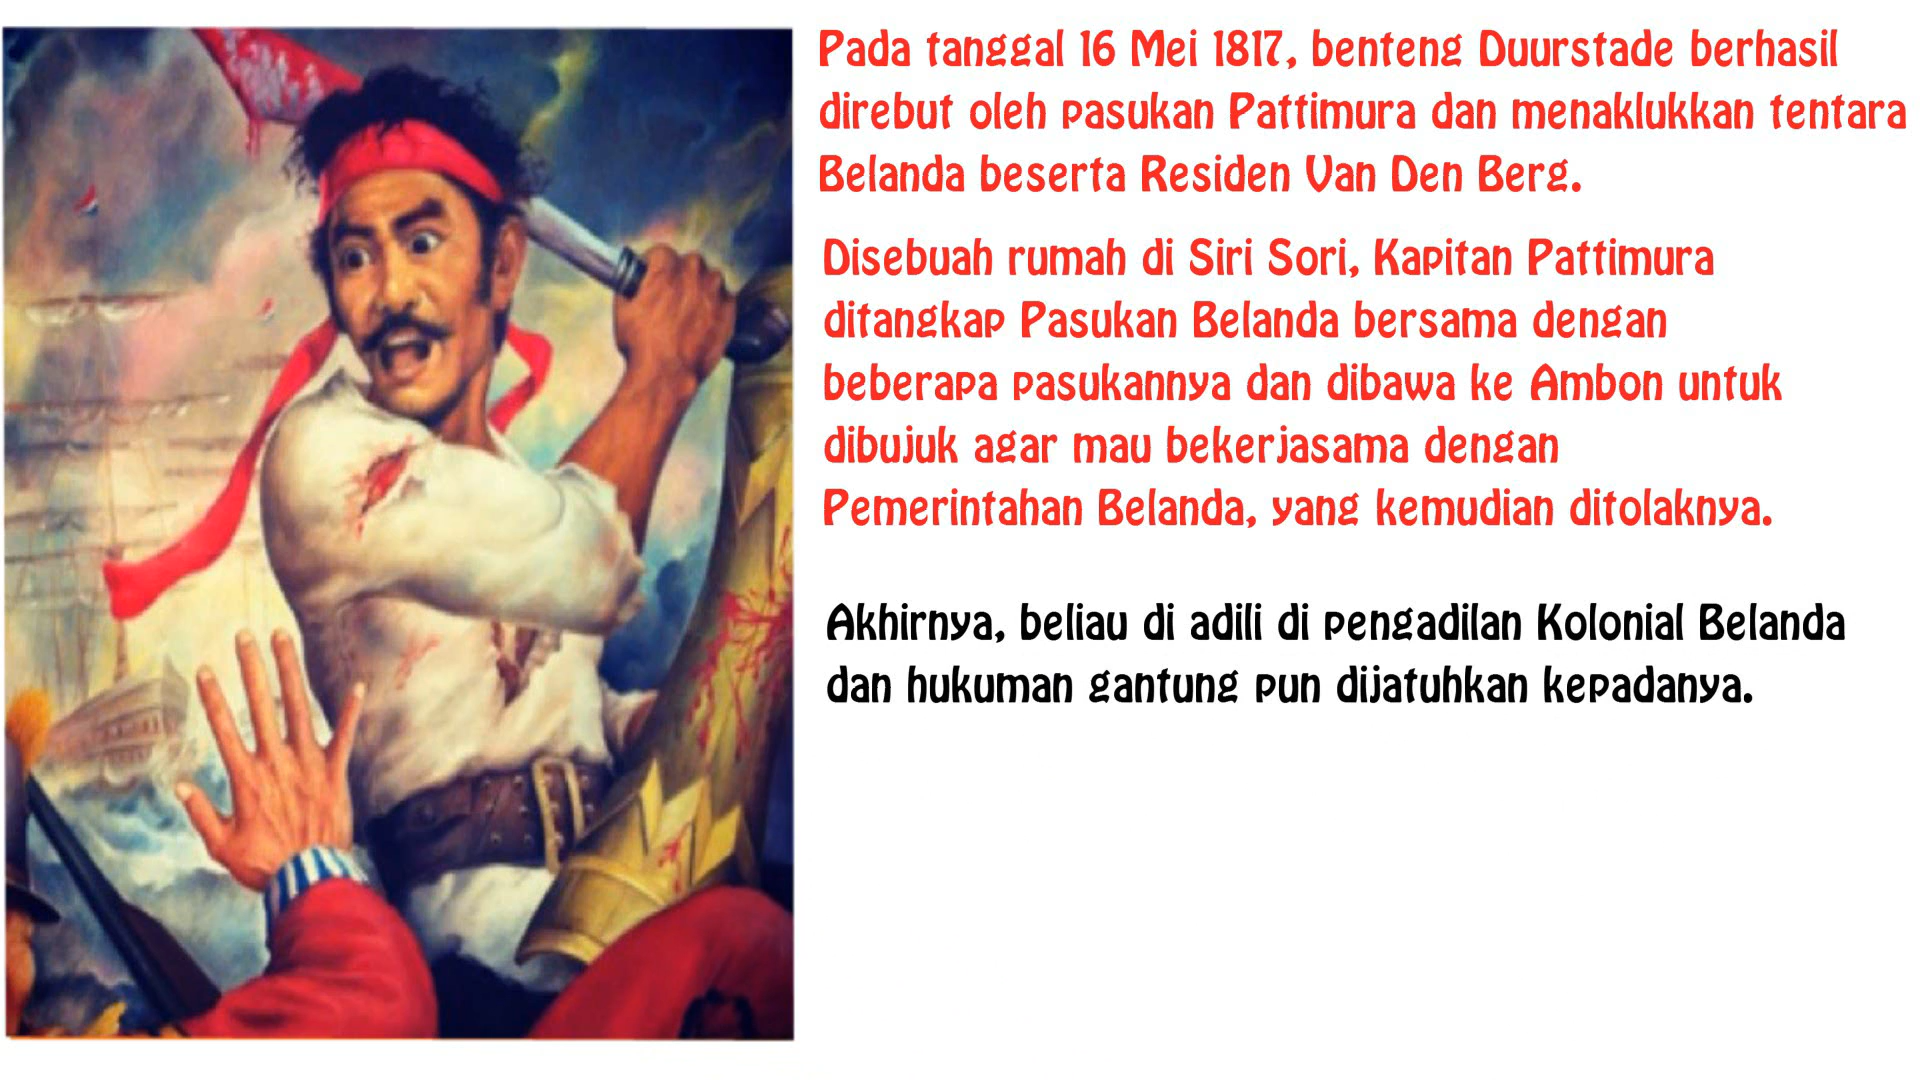 Pada tanggal 16 Mei 1817, benteng Duurstade berhasil
direbut oleh pasukan Pattimura dan menaklukkan tentara
Belanda beserta Residen Van Den Berg.
Disebuah rumah di Siri Sori, Kapitan Pattimura
ditangkap Pasukan Belanda bersama dengan
beberapa pasukannya dan dibawa ke Ambon untuk
dibujuk agar mau bekerjasama dengan
Pemerintahan Belanda, yang kemudian ditolaknya.
Akhirnya, beliau di adili di pengadilan Kolonial Belanda
dan hukuman gantung pun dijatuhkan kepadanya.